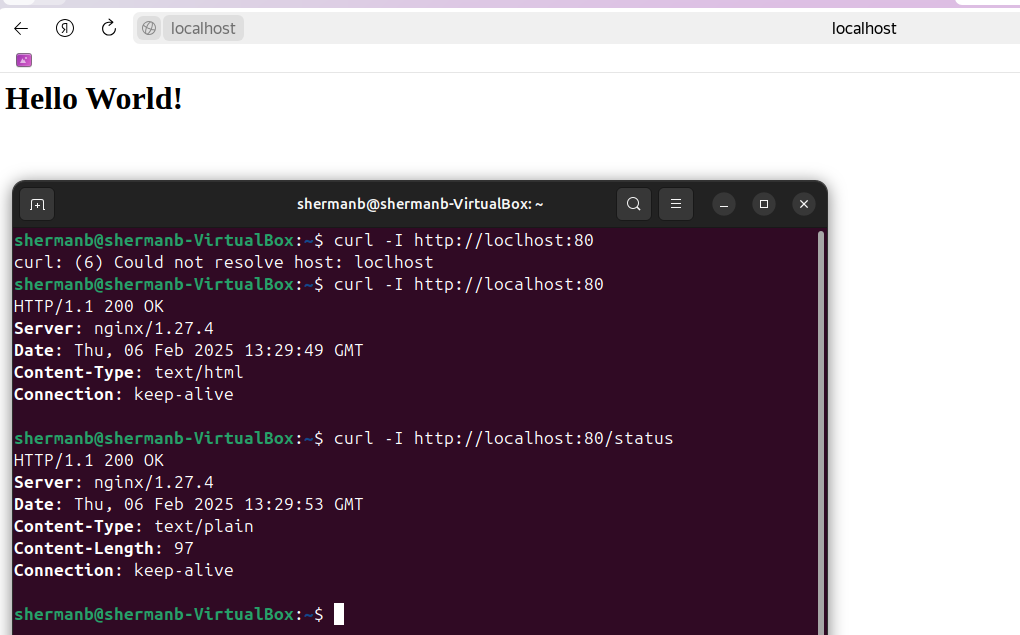 Я localhost localhost
Hello World!
shermanb@shermanb-VirtualBox: ~
shermanb@shermanb-VirtualBox:~$ curl -I http://loclhost:80
curl: (6) Could not resolve host: loclhost
shermanb@shermanb-VirtualBox:~$ curl -I http://localhost:80
HTTP/1.1 200 OK
Server: nginx/1.27.4
Date: Thu, 06 Feb 2025 13:29:49 GMT
Content-Type: text/html
Connection: keep-alive
shermanb@shermanb-VirtualBox:~$ curl -I http://localhost:80/status
HTTP/1.1 200 OK
Server: nginx/1.27.4
Date: Thu, 06 Feb 2025 13:29:53 GMT
Content-Type: text/plain
Content-Length: 97
Connection: keep-alive
shermanb@shermanb-VirtualBox:~$